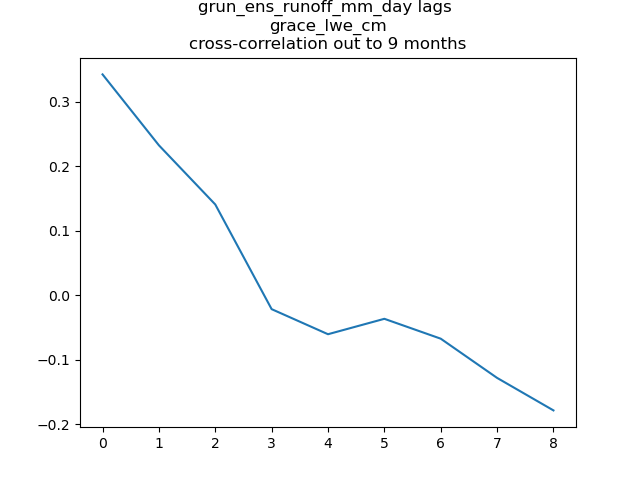 grun_ens_runoff_mm_day lags
grace_lwe_cm
cross-correlation out to 9 months
0.3
0.2
0.1
0.0
−0.1
−0.2
0 1 2 3 4 5 6 7 8